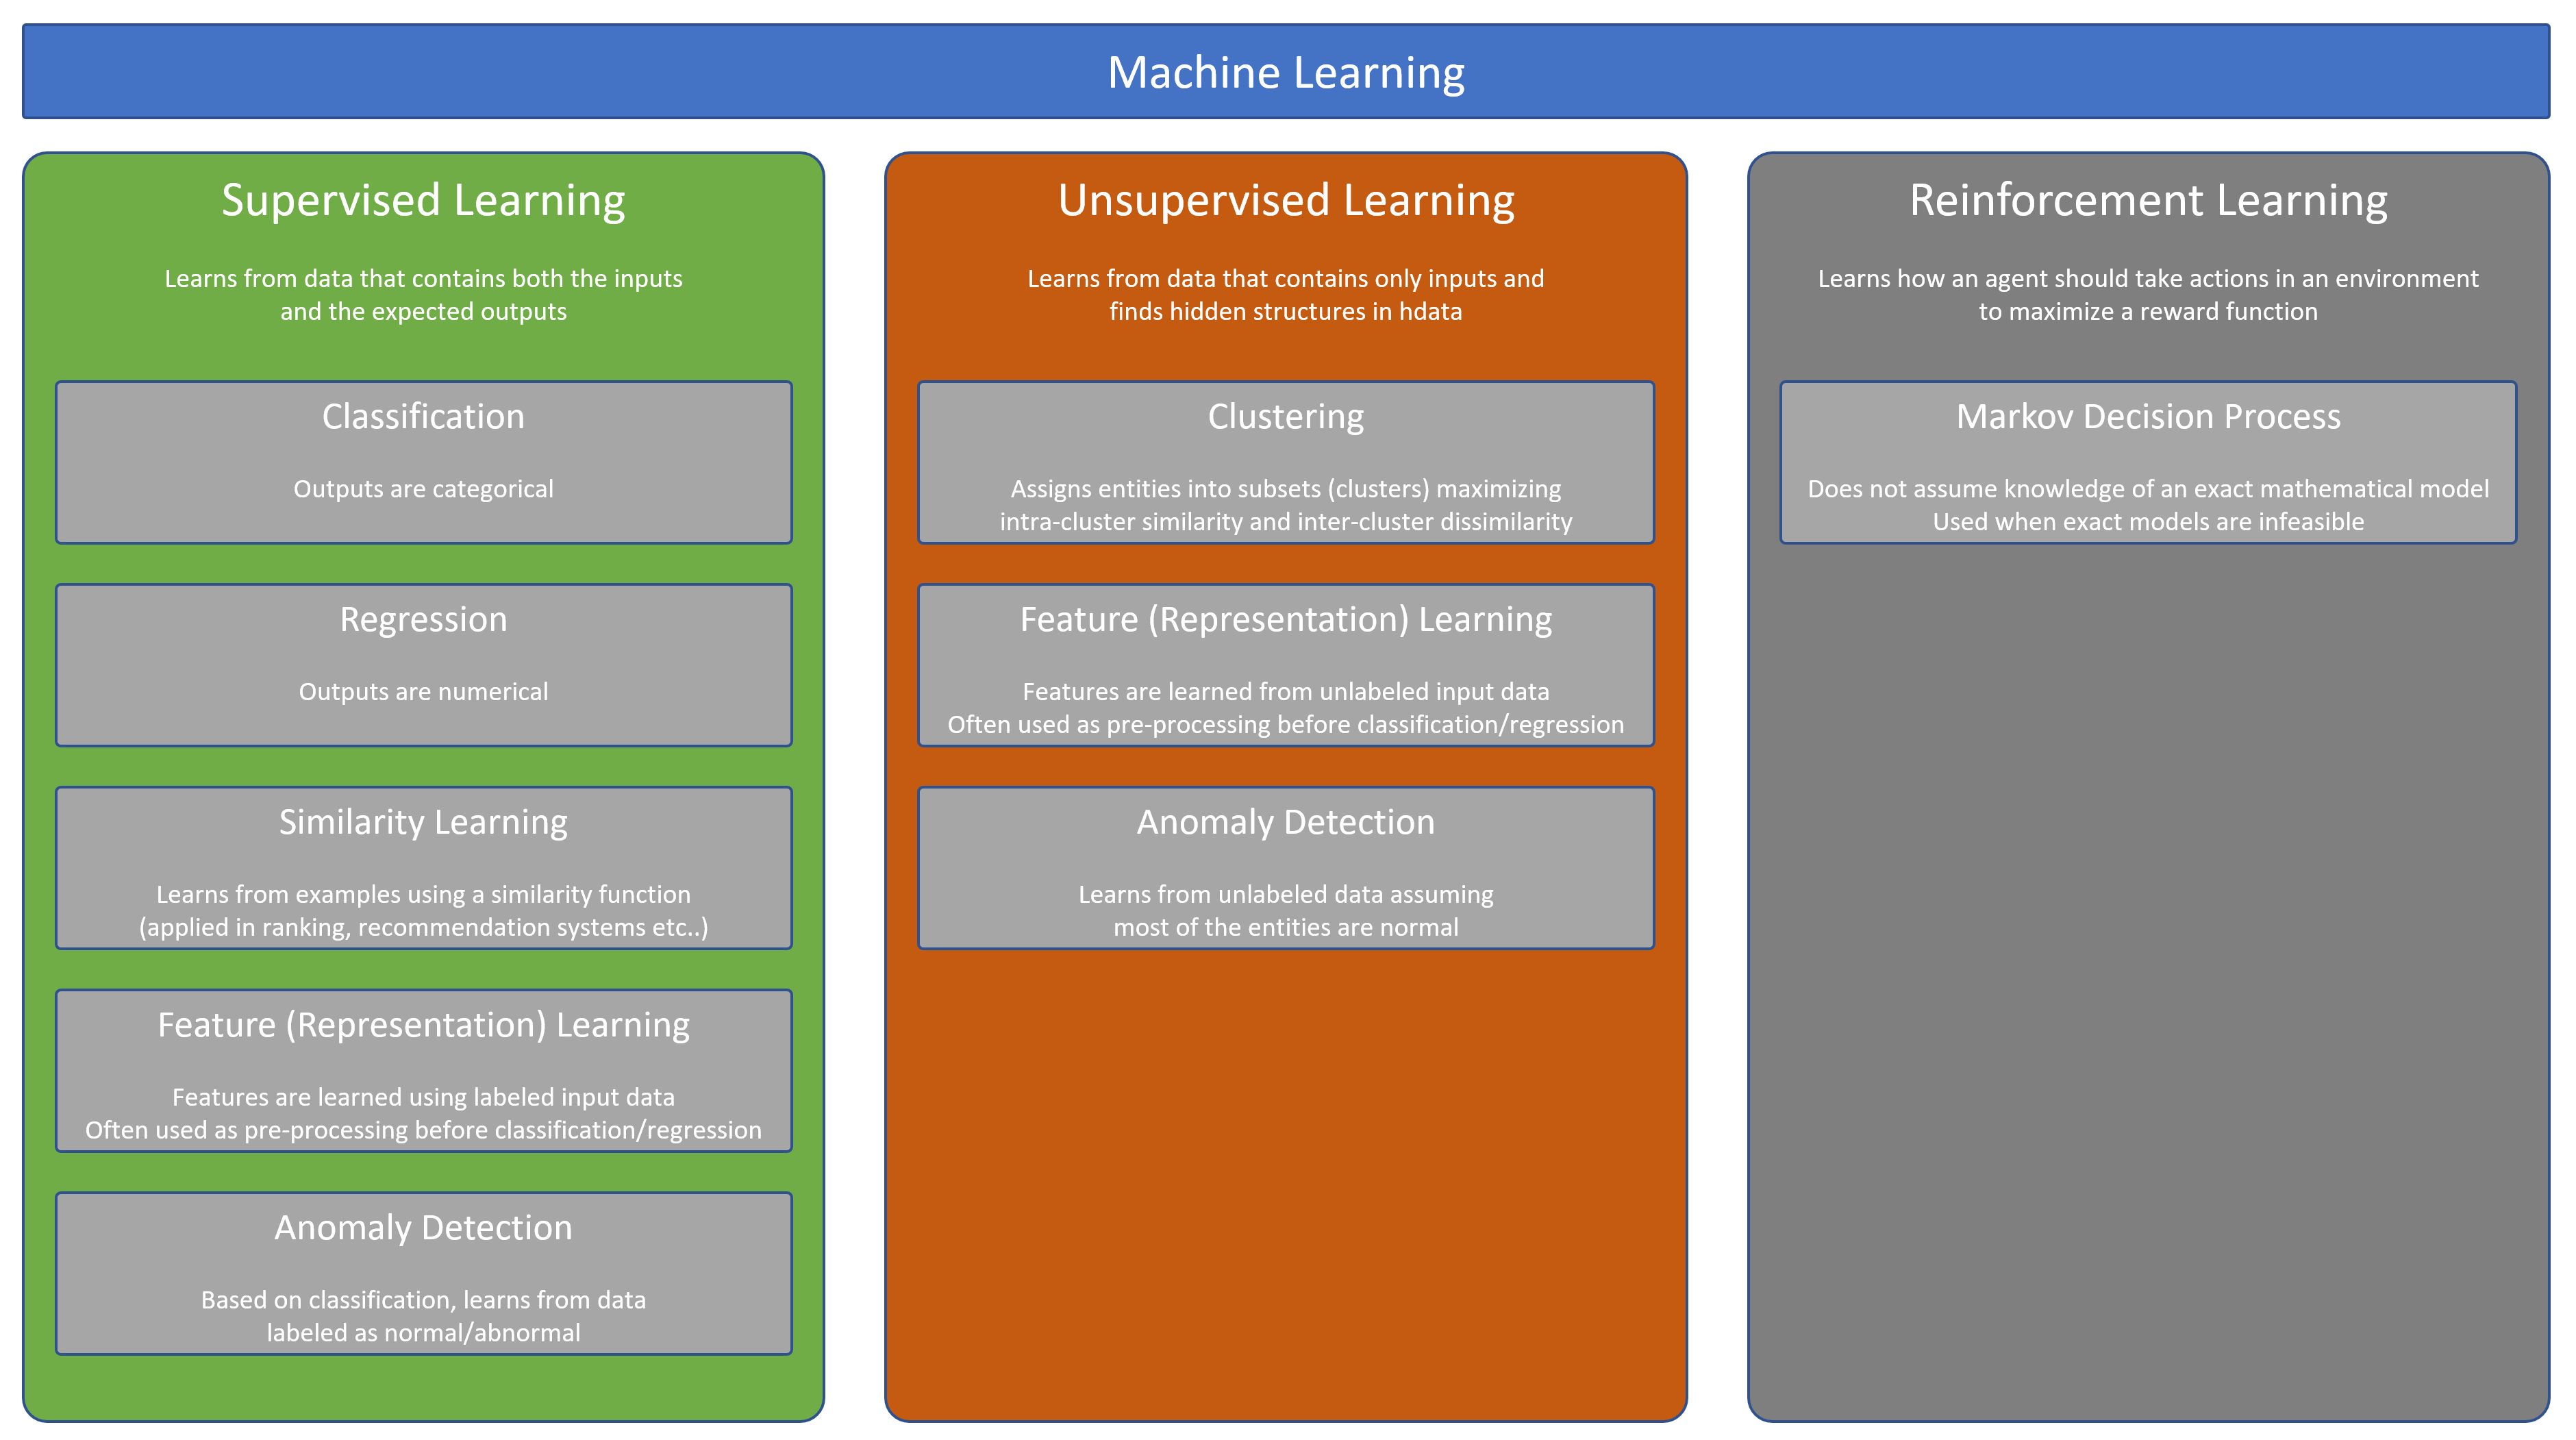 Machine Learning
Supervised Learning
Learns from data that contains both the inputs
and the expected outputs
Classification
Outputs are categorical
Regression
Outputs are numerical
Similarity Learning
Learns from examples using a similarity function
(applied in ranking, recommendation systems etc..)
Feature (Representation) Learning
Features are learned using labeled input data
Often used as pre-processing before classification/regression
Anomaly Detection
Based on classification, learns from data
labeled as normal/abnormal
Unsupervised Learning
Learns from data that contains only inputs and
finds hidden structures in hdata
Clustering
Assigns entities into subsets (clusters) maximizing
intra-cluster similarity and inter-cluster dissimilarity
Feature (Representation) Learning
Features are learned from unlabeled input data
Often used as pre-processing before classification/regression
Anomaly Detection
Learns from unlabeled data assuming
most of the entities are normal
Reinforcement Learning
Learns how an agent should take actions in an environment
to maximize a reward function
Markov Decision Process
Does not assume knowledge of an exact mathematical model
Used when exact models are infeasible